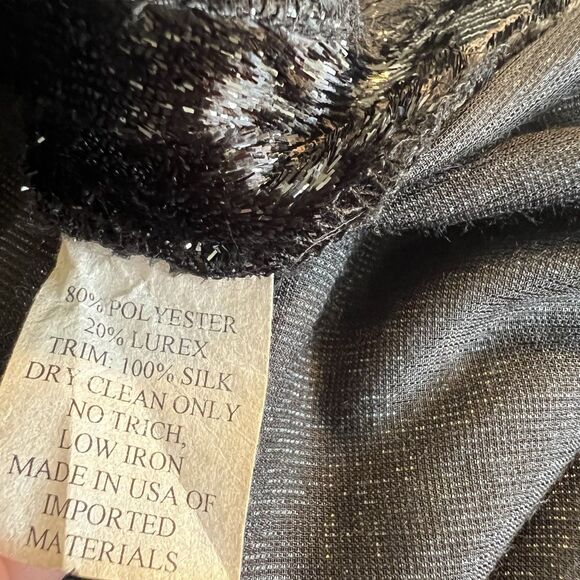 80% POLYESTER
20% LUREX
TRIM: 100% SILK
DRY CLEAN ONLY
NO TRICH,
LOW IRON
MADE IN USA OF
IMPORTED
MATERIALS